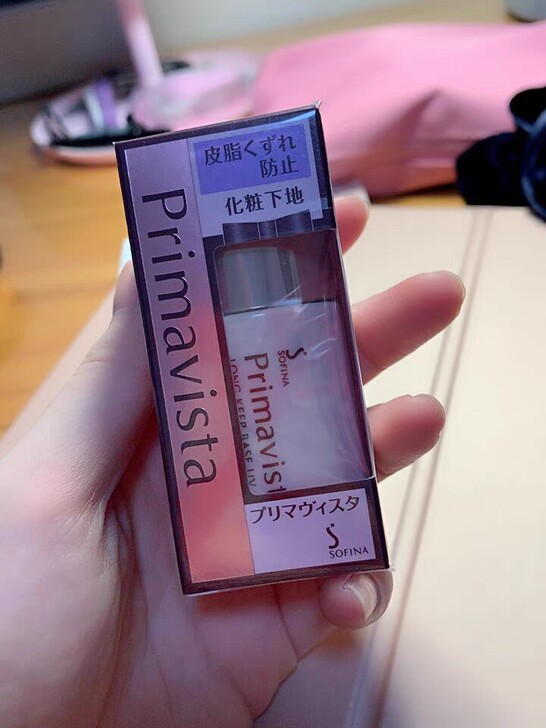 皮脂くずれ
防止
化粧下地
Primavista
SOFINA
Primavist
LONG KEEP BASE UV
プリマヴィスタ
SOFINA